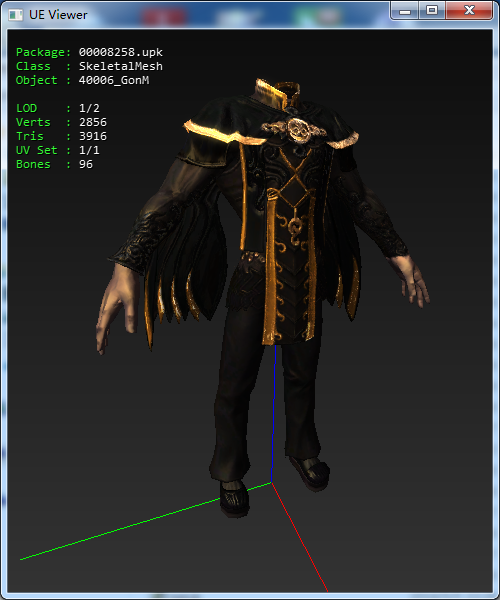 UE Viewer
Package: 00008258.upk
Class : SkeletalMesh
Object : 40006_GonM
LOD : 1/2
Verts : 2856
Tris : 3916
UV Set : 1/1
Bones : 96